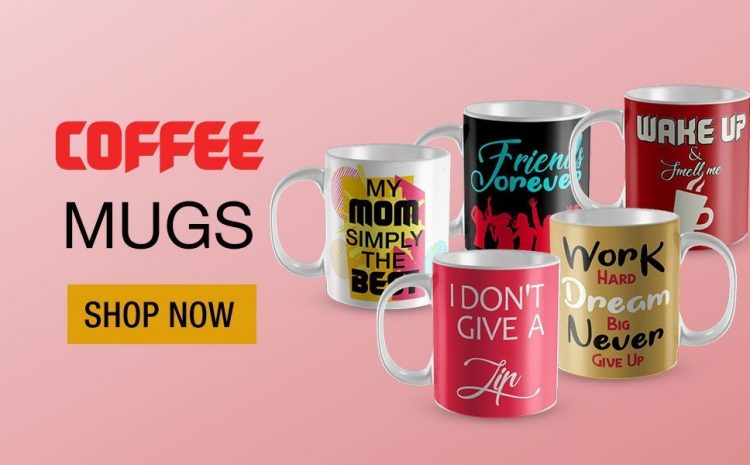 COFFEE
MUGS
SHOP NOW
MY
MOM
SIMPLY
THE
BEST
Friends
Forever
WAKE UP
&
Smell me
I DON'T
GIVE A
Zip
Work
HARD
Dream
BIG
Never
GIVE UP